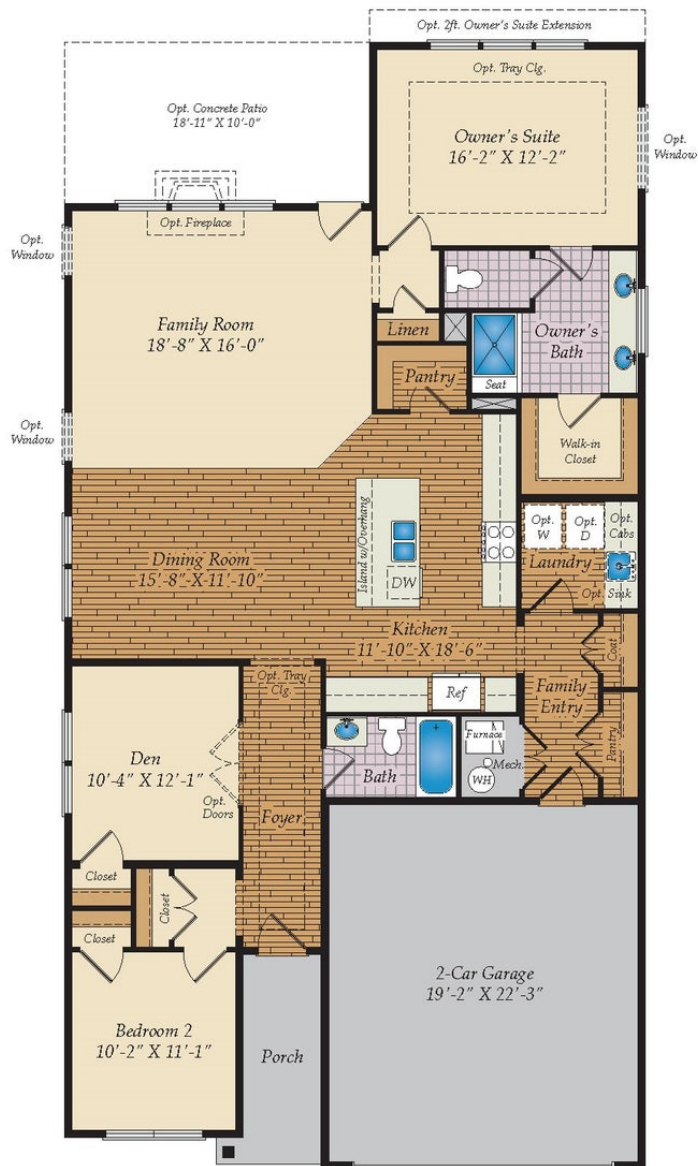 Opt. 2ft. Owner's Suite Extension
Opt. Tray Clg.
Opt. Concrete Patio
18'-11" X 10'-0"
Owner's Suite
16'-2" X 12'-2"
Opt.
Window
Opt. Fireplace
Opt.
Window
Family Room
18'-8" X 16'-0"
Linen
Owner's
Bath
Pantry
Seat
Opt.
Window
Walk-in
Closet
Island w/Overhang
Opt.
W
Opt.
D
Opt.
Cabs
Laundry
Opt. Sink
Dining Room
15'-8" X 11'-10"
DW
Kitchen
11'-10" X 18'-6"
Coat
Opt. Tray
Clg.
Ref
Family
Entry
Pantry
Den
10'-4" X 12'-1"
Opt.
Doors
Bath
Furnace
Mech.
WH
Foyer
Closet
Closet
Closet
2-Car Garage
19'-2" X 22'-3"
Bedroom 2
10'-2" X 11'-1"
Porch